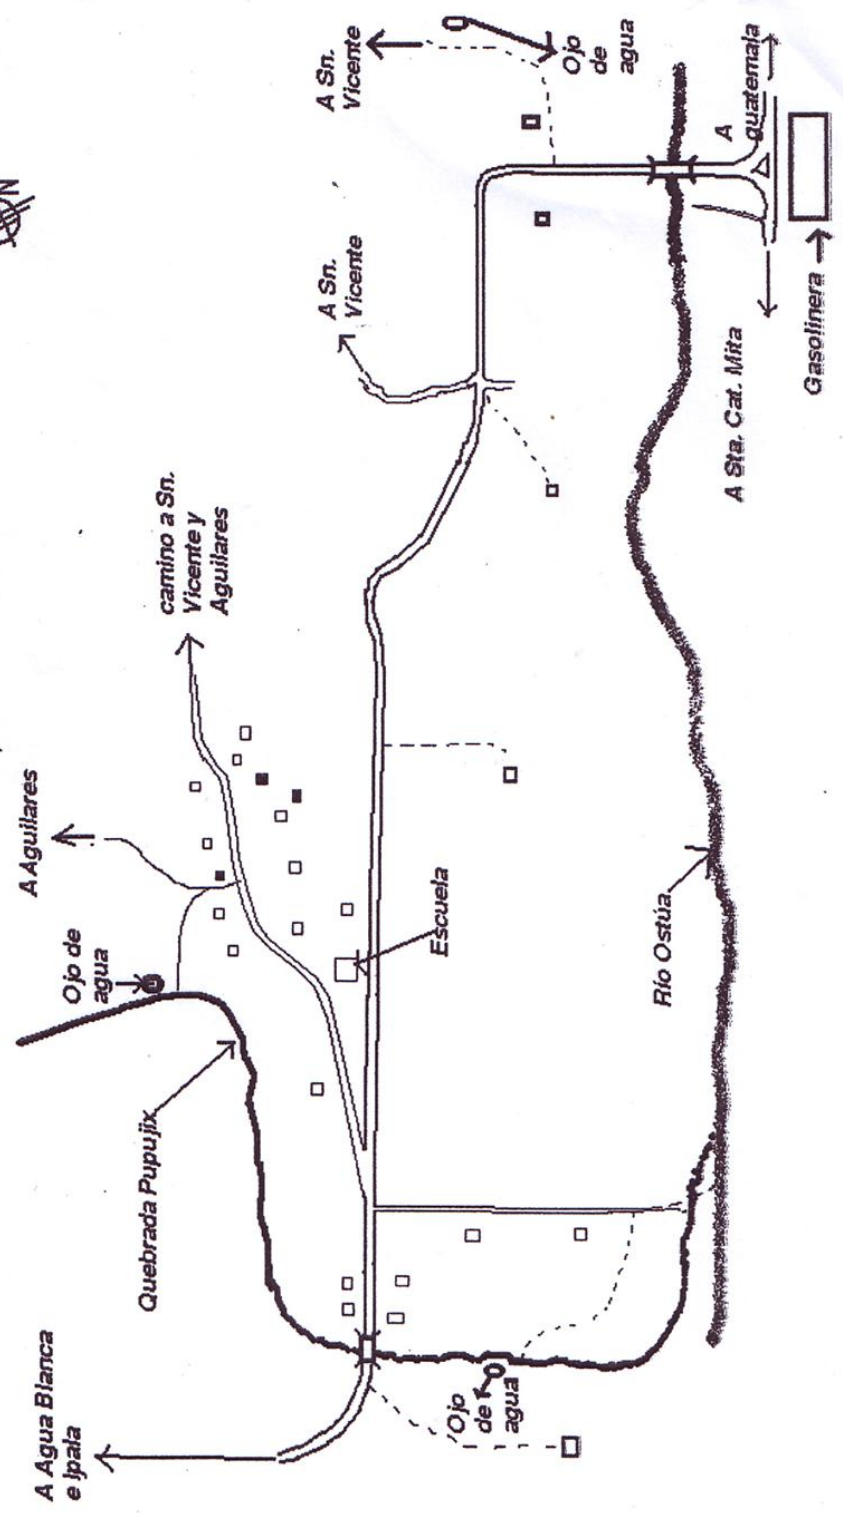 N
A Aguilares
A Agua Blanca
e Ipala
Ojo de
agua
Quebrada Pupujix
camino a Sn.
Vicente y
Aguilares
A Sn.
Vicente
A Sn.
Vicente
Escuela
Ojo
de
agua
Ojo
de
agua
Río Ostúa
A Sta. Cat. Mita
A
guatemala
Gasolinera